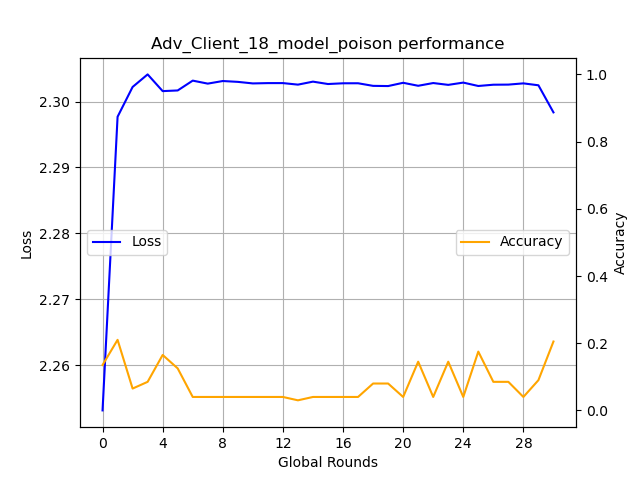 Adv_Client_18_model_poison performance
2.30
2.29
2.28
2.27
2.26
Loss
1.0
0.8
0.6
0.4
0.2
0.0
Accuracy
Loss
Accuracy
0 4 8 12 16 20 24 28
Global Rounds